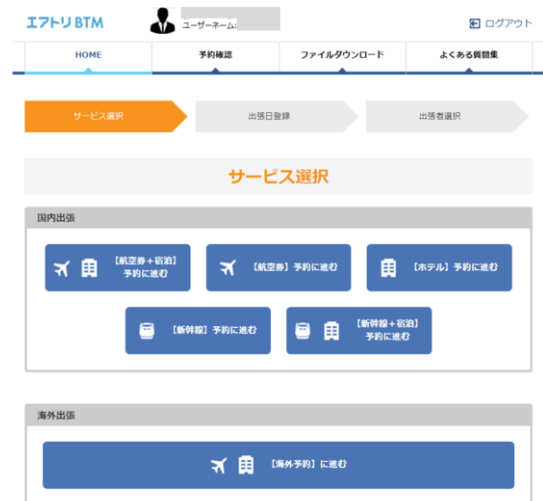 エアトリ BTM
ユーザーネーム:
ログアウト
HOME
予約確認
ファイルダウンロード
よくある質問集
サービス選択
出張日登録
出張者選択
サービス選択
国内出張
【航空券+宿泊】
予約に進む
【航空券】予約に進む
【ホテル】予約に進む
【新幹線】予約に進む
【新幹線+宿泊】
予約に進む
海外出張
【海外予約】に進む